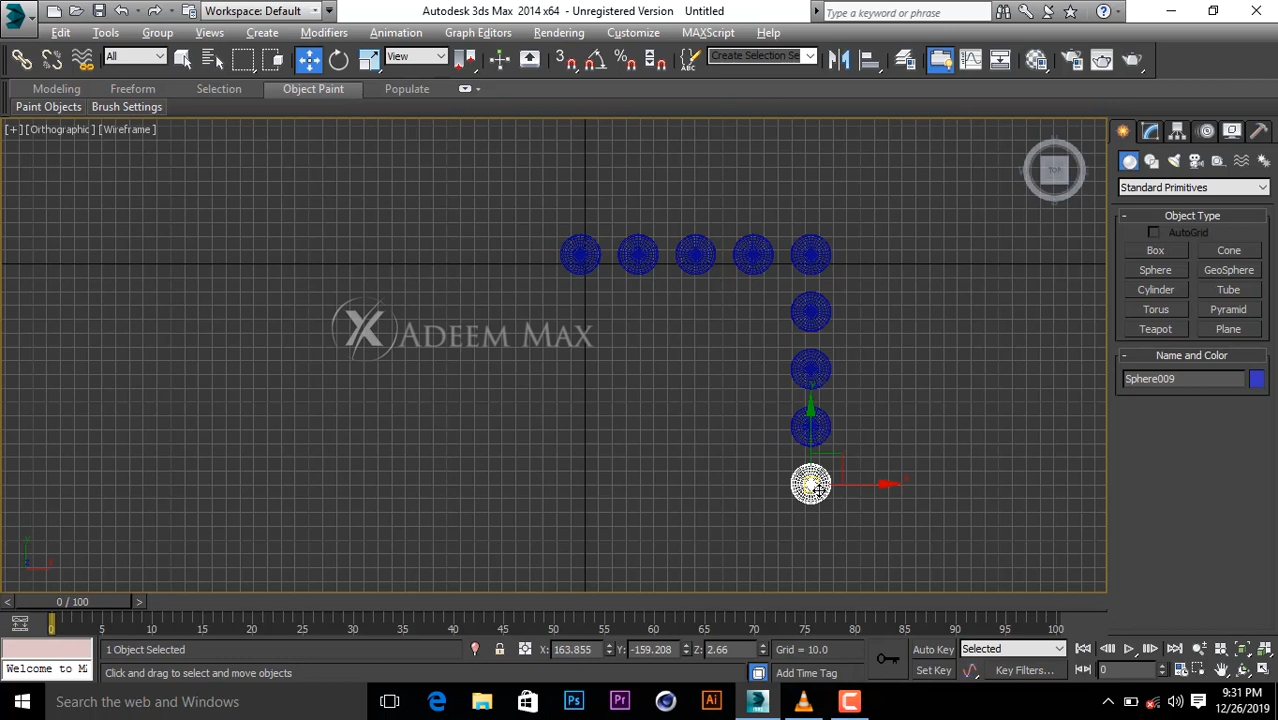 Workspace: Default
Autodesk 3ds Max 2014 x64 - Unregistered Version Untitled
Type a keyword or phrase
Edit Tools Group Views Create Modifiers Animation Graph Editors Rendering Customize MAXScript Help
All View Create Selection Se
Modeling Freeform Selection Object Paint Populate
Paint Objects Brush Settings
[+] [Orthographic] [Wireframe]
TOP
Standard Primitives
- Object Type
AutoGrid
Box Cone
Sphere GeoSphere
Cylinder Tube
Torus Pyramid
Teapot Plane
- Name and Color
Sphere009
X ADEEM MAX
< 0 / 100 >
0 5 10 15 20 25 30 35 40 45 50 55 60 65 70 75 80 85 90 95 100
1 Object Selected X: 163.855 Y: -159.208 Z: 2.66 Grid = 10.0 Auto Key Selected
Welcome to M Click and drag to select and move objects Add Time Tag Set Key Key Filters... 0
Search the web and Windows
Ps Pr Ai
9:31 PM
12/26/2019